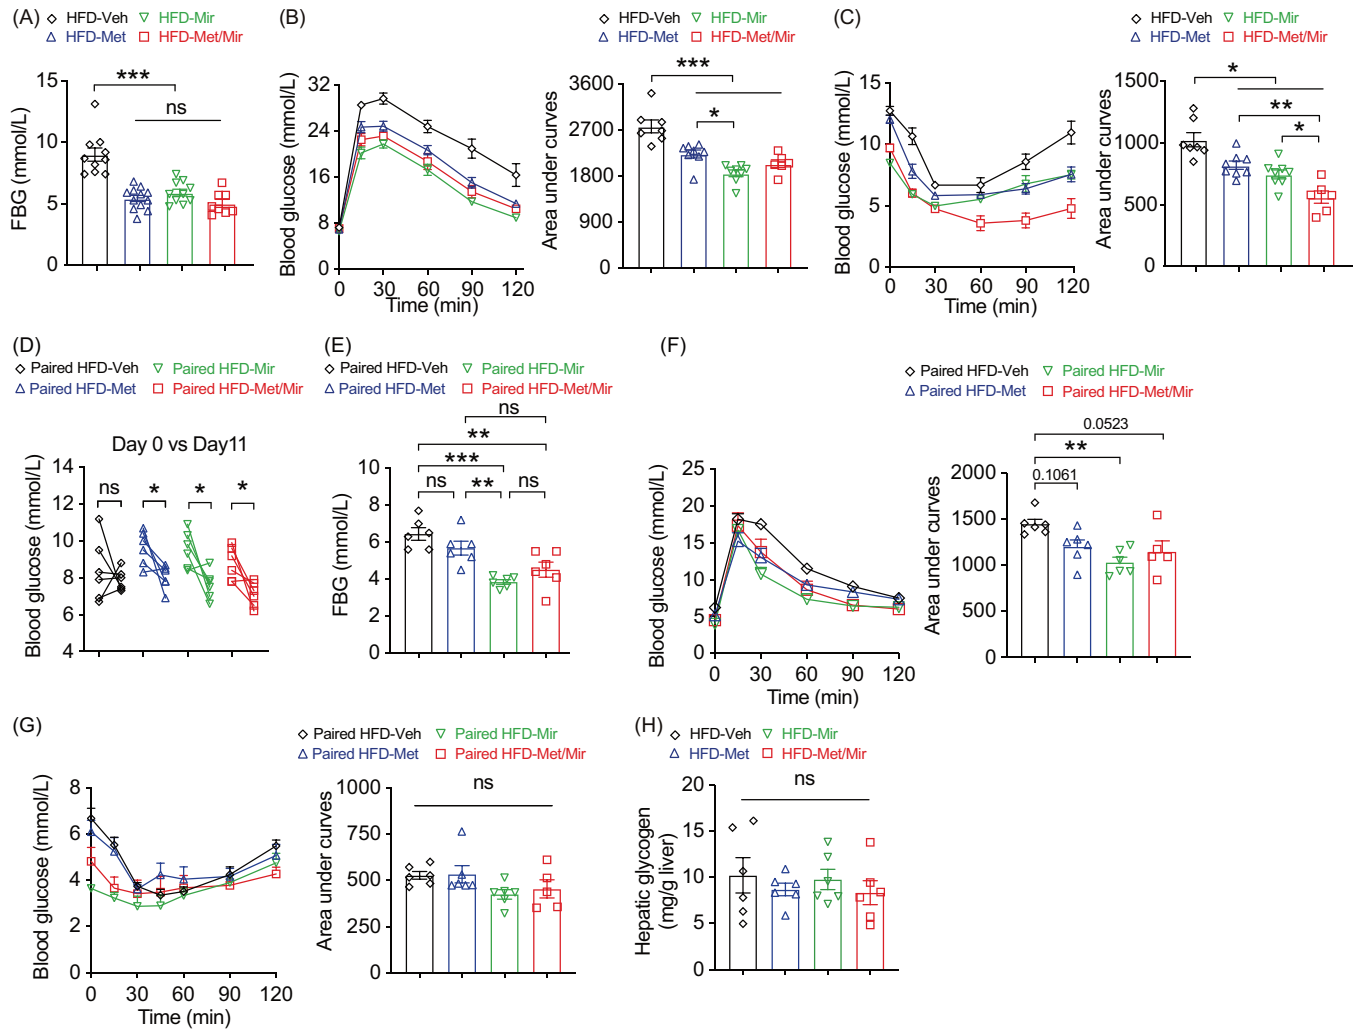 (A)
HFD-Veh HFD-Mir
HFD-Met HFD-Met/Mir
15
10
5
0
FBG (mmol/L)
***
ns
(B)
32
24
16
8
0
Blood glucose (mmol/L)
0 30 60 90 120
Time (min)
HFD-Veh HFD-Mir
HFD-Met HFD-Met/Mir
3600
2700
1800
900
0
Area under curves
***
*
(C)
15
10
5
0
Blood glucose (mmol/L)
0 30 60 90 120
Time (min)
HFD-Veh HFD-Mir
HFD-Met HFD-Met/Mir
1500
1000
500
0
Area under curves
*
**
*
(D)
Paired HFD-Veh Paired HFD-Mir
Paired HFD-Met Paired HFD-Met/Mir
Day 0 vs Day11
14
12
10
8
6
4
Blood glucose (mmol/L)
ns * * *
(E)
Paired HFD-Veh Paired HFD-Mir
Paired HFD-Met Paired HFD-Met/Mir
10
8
6
4
2
0
FBG (mmol/L)
ns
**
***
ns ** ns
(F)
20
15
10
5
0
Blood glucose (mmol/L)
0 30 60 90 120
Time (min)
Paired HFD-Veh Paired HFD-Mir
Paired HFD-Met Paired HFD-Met/Mir
2000
1500
1000
500
0
Area under curves
0.0523
**
0.1061
(G)
8
6
4
2
0
Blood glucose (mmol/L)
0 30 60 90 120
Time (min)
Paired HFD-Veh Paired HFD-Mir
Paired HFD-Met Paired HFD-Met/Mir
1000
750
500
250
0
Area under curves
ns
(H)
HFD-Veh HFD-Mir
HFD-Met HFD-Met/Mir
20
15
10
5
0
Hepatic glycogen
(mg/g liver)
ns